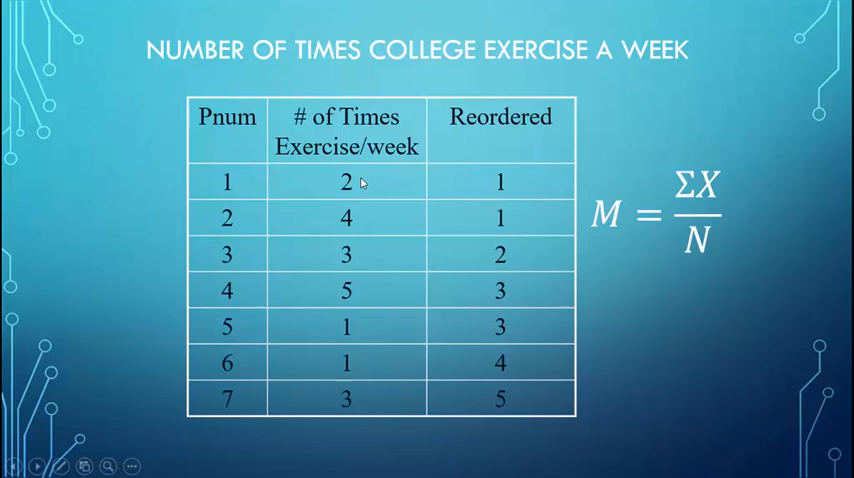 NUMBER OF TIMES COLLEGE EXERCISE A WEEK
Pnum # of Times Exercise/week Reordered
1 2 1
2 4 1
3 3 2
4 5 3
5 1 3
6 1 4
7 3 5
M = ΣX / N